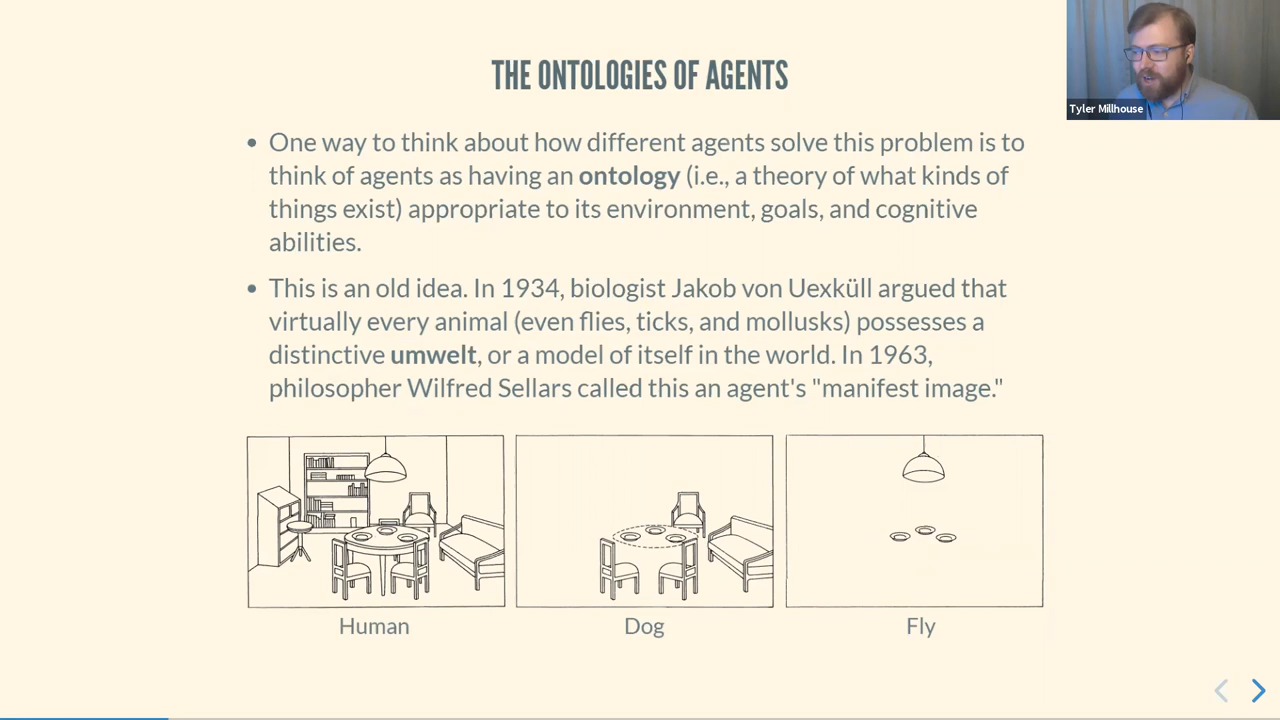 THE ONTOLOGIES OF AGENTS
Tyler Millhouse
• One way to think about how different agents solve this problem is to
think of agents as having an ontology (i.e., a theory of what kinds of
things exist) appropriate to its environment, goals, and cognitive
abilities.
• This is an old idea. In 1934, biologist Jakob von Uexküll argued that
virtually every animal (even flies, ticks, and mollusks) possesses a
distinctive umwelt, or a model of itself in the world. In 1963,
philosopher Wilfred Sellars called this an agent's "manifest image."
Human
Dog
Fly